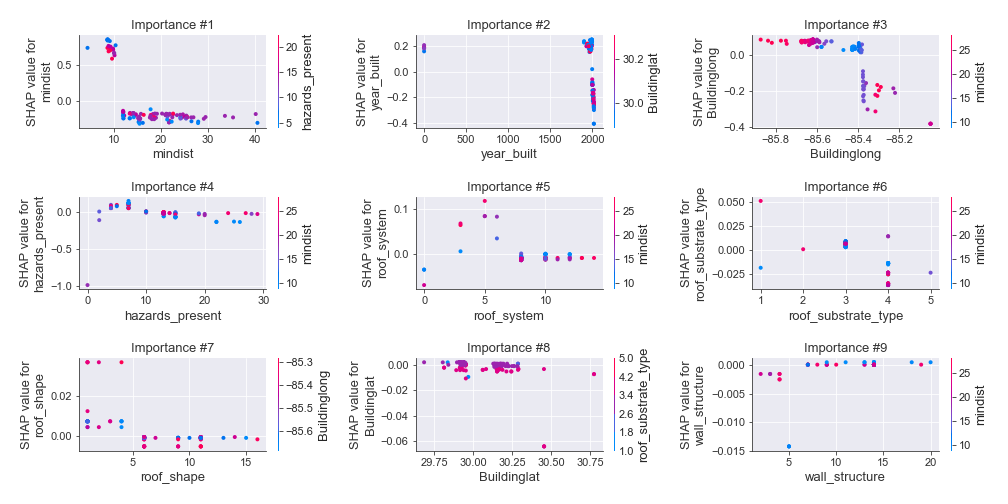 Importance #1
SHAP value for
mindist
0.5
0.0
10
20
30
40
mindist
20
15
10
5
hazards_present
Importance #2
SHAP value for
year_built
0.2
0.0
−0.2
−0.4
0
500
1000
1500
2000
year_built
30.2
30.0
Buildinglat
Importance #3
SHAP value for
Buildinglong
0.0
−0.2
−0.4
−85.8
−85.6
−85.4
−85.2
Buildinglong
25
20
15
10
mindist
Importance #4
SHAP value for
hazards_present
0.0
−0.5
−1.0
0
10
20
30
hazards_present
25
20
15
10
mindist
Importance #5
SHAP value for
roof_system
0.1
0.0
0
5
10
roof_system
25
20
15
10
mindist
Importance #6
SHAP value for
roof_substrate_type
0.050
0.025
0.000
−0.025
1
2
3
4
5
roof_substrate_type
25
20
15
10
mindist
Importance #7
SHAP value for
roof_shape
0.02
0.00
5
10
15
roof_shape
−85.3
−85.4
−85.5
−85.6
Buildinglong
Importance #8
SHAP value for
Buildinglat
0.00
−0.02
−0.04
−0.06
29.75
30.00
30.25
30.50
30.75
Buildinglat
5.0
4.2
3.4
2.6
1.8
1.0
roof_substrate_type
Importance #9
SHAP value for
wall_structure
0.000
−0.005
−0.010
−0.015
5
10
15
20
wall_structure
25
20
15
10
mindist